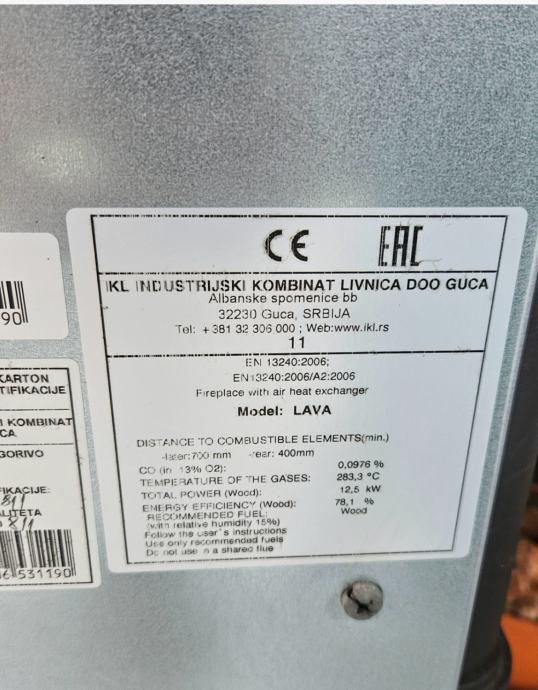 CE EAC
IKL INDUSTRIJSKI KOMBINAT LIVNICA DOO GUCA
Albanske spomenice bb
32230 Guca, SRBIJA
Tel: +381 32 306 000 ; Web:www.ikl.rs
11
EN 13240:2006;
EN13240:2006/A2:2006
Fireplace with air heat exchanger
Model: LAVA
DISTANCE TO COMBUSTIBLE ELEMENTS(min.)
-later:700 mm -rear: 400mm
CO (in 13% O2): 0,0976 %
TEMPERATURE OF THE GASES: 283,3 °C
TOTAL POWER (Wood): 12,5 kW
ENERGY EFFICIENCY (Wood): 78,1 %
RECOMMENDED FUEL: Wood
(with relative humidity 15%)
Follow the user's instructions
Use only recommended fuels
Do not use in a shared flue
90
KARTON
TIFIKACIJE
I KOMBINAT
CA
GORIVO
FIKACIJE:
ALITETA
531190